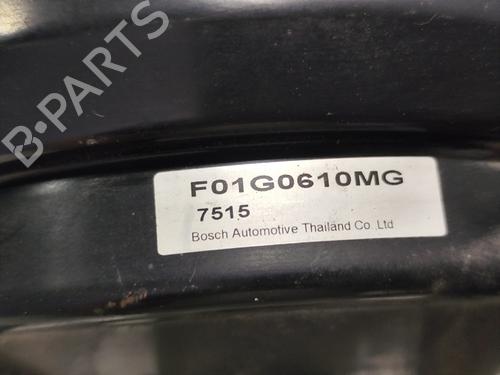 B-PARTS
F01G0610MG
7515
Bosch Automotive Thailand Co.,Ltd